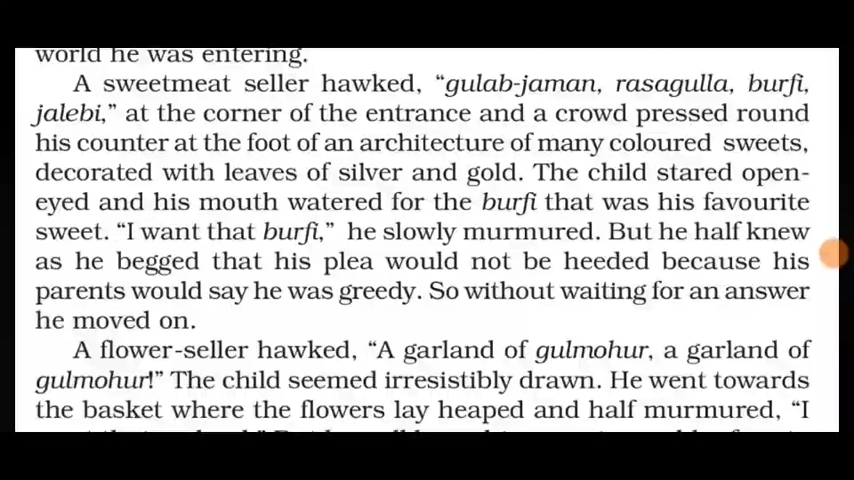 world he was entering.
A sweetmeat seller hawked, “gulab-jaman, rasagulla, burfi,
jalebi,” at the corner of the entrance and a crowd pressed round
his counter at the foot of an architecture of many coloured sweets,
decorated with leaves of silver and gold. The child stared open-
eyed and his mouth watered for the burfi that was his favourite
sweet. “I want that burfi,” he slowly murmured. But he half knew
as he begged that his plea would not be heeded because his
parents would say he was greedy. So without waiting for an answer
he moved on.
A flower-seller hawked, “A garland of gulmohur, a garland of
gulmohur!” The child seemed irresistibly drawn. He went towards
the basket where the flowers lay heaped and half murmured, “I